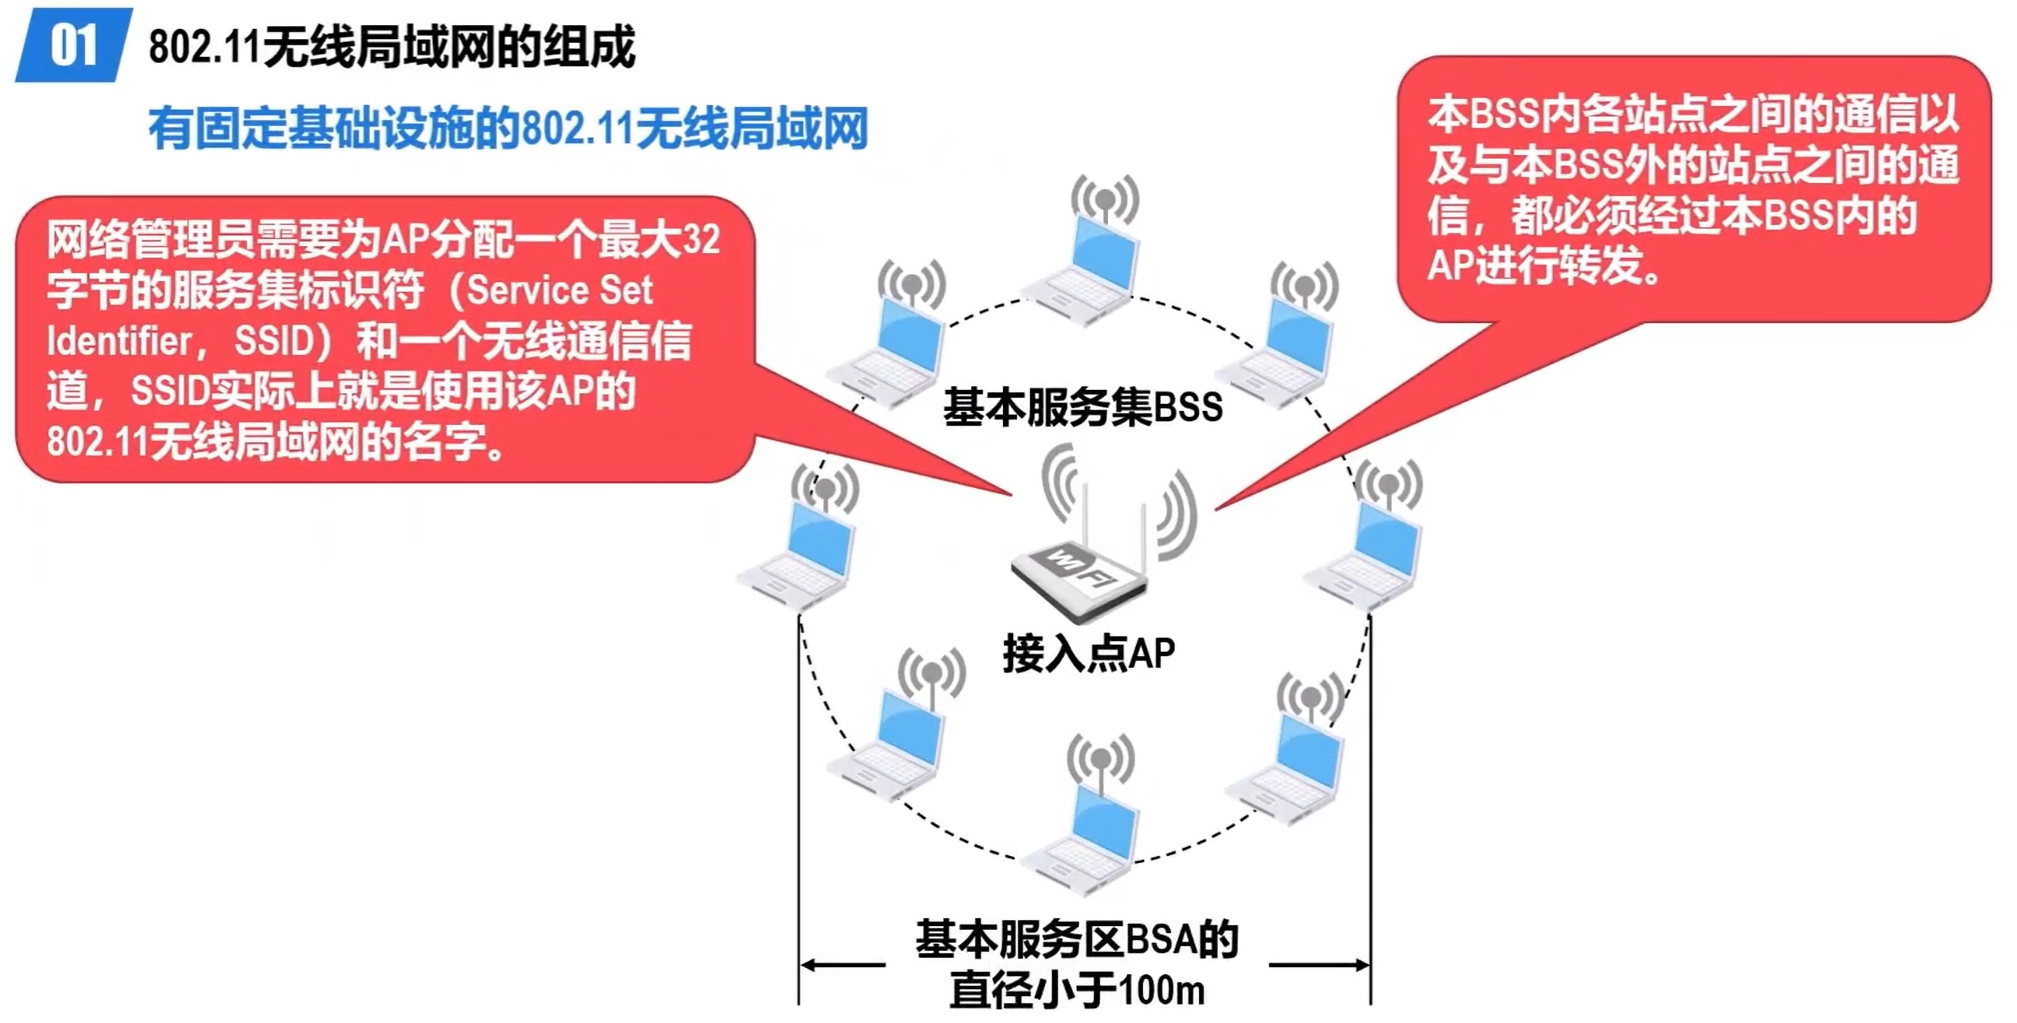 01
802.11无线局域网的组成
有固定基础设施的802.11无线局域网
网络管理员需要为AP分配一个最大32
字节的服务集标识符（Service Set
Identifier，SSID）和一个无线通信信
道，SSID实际上就是使用该AP的
802.11无线局域网的名字。
本BSS内各站点之间的通信以
及与本BSS外的站点之间的通
信，都必须经过本BSS内的
AP进行转发。
基本服务集BSS
WiFi
接入点AP
基本服务区BSA的
直径小于100m